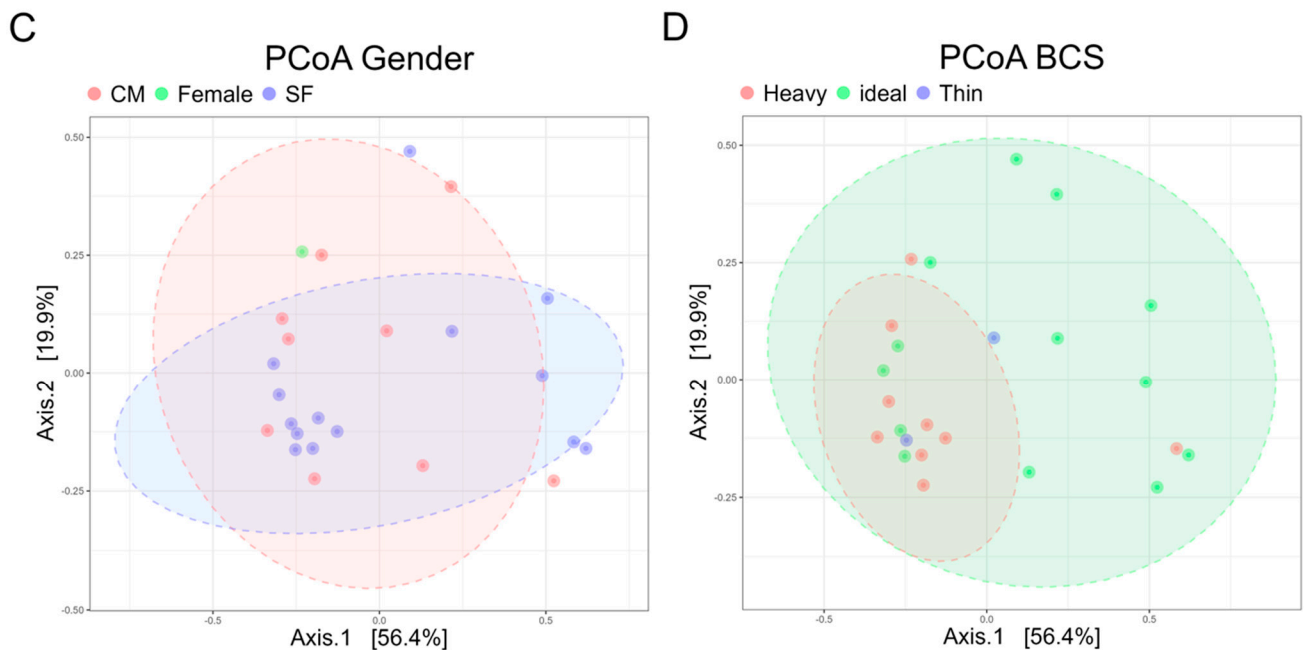 C
PCoA Gender
CM Female SF
0.50
0.25
0.00
-0.25
-0.50
-0.5 0.0 0.5
Axis.2 [19.9%]
Axis.1 [56.4%]
D
PCoA BCS
Heavy ideal Thin
0.50
0.25
0.00
-0.25
-0.5 0.0 0.5
Axis.2 [19.9%]
Axis.1 [56.4%]